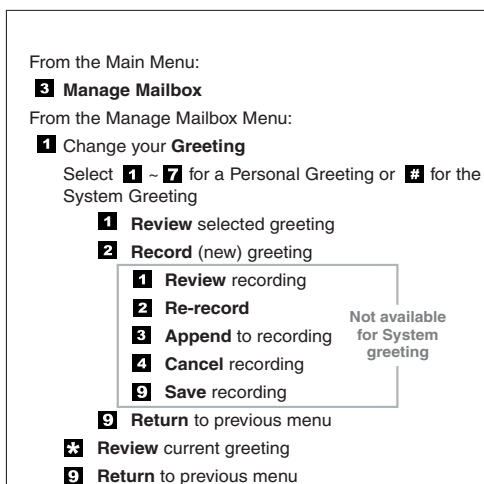 From the Main Menu:
3 Manage Mailbox
From the Manage Mailbox Menu:
1 Change your Greeting
Select 1 ~ 7 for a Personal Greeting or # for the
System Greeting
1 Review selected greeting
2 Record (new) greeting
1 Review recording
2 Re-record
3 Append to recording
4 Cancel recording
9 Save recording
Not available
for System
greeting
9 Return to previous menu
* Review current greeting
9 Return to previous menu